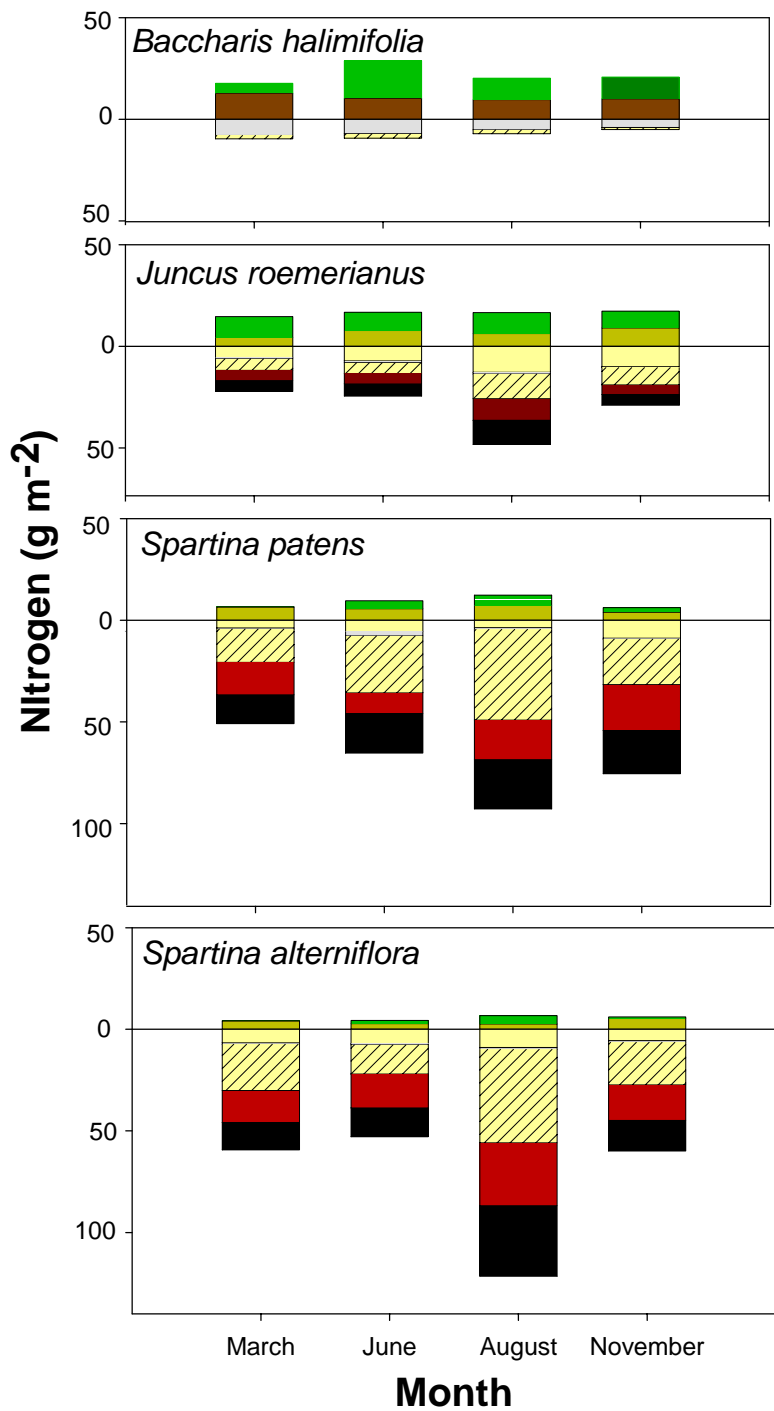 50
Baccharis halimifolia
0
50
50
Juncus roemerianus
0
50
50
Spartina patens
0
50
100
50
Spartina alterniflora
0
50
100
NItrogen (g m-2)
March June August November
Month